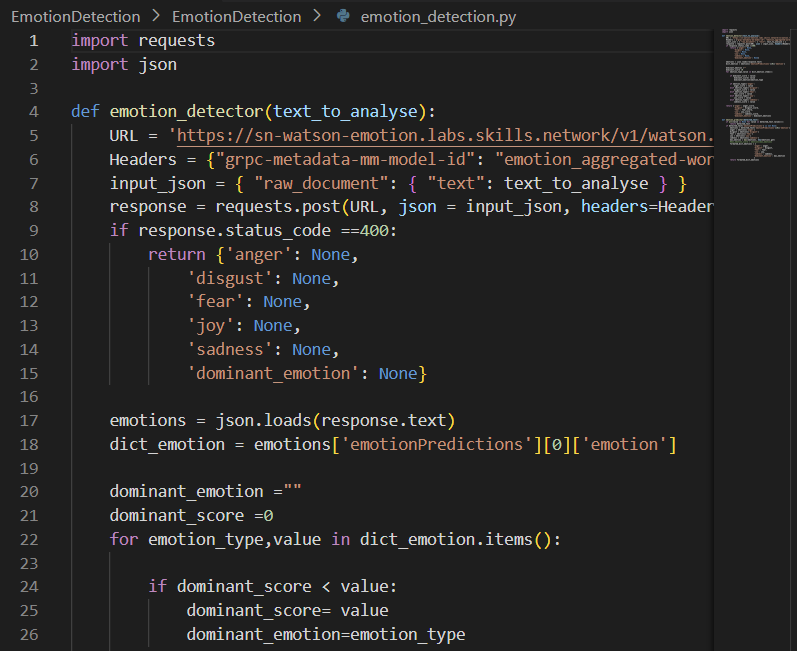 EmotionDetection > EmotionDetection > emotion_detection.py
1 import requests
2 import json
3
4 def emotion_detector(text_to_analyse):
5     URL = 'https://sn-watson-emotion.labs.skills.network/v1/watson.
6     Headers = {"grpc-metadata-mm-model-id": "emotion_aggregated-wor
7     input_json = { "raw_document": { "text": text_to_analyse } }
8     response = requests.post(URL, json = input_json, headers=Header
9     if response.status_code ==400:
10         return {'anger': None,
11             'disgust': None,
12             'fear': None,
13             'joy': None,
14             'sadness': None,
15             'dominant_emotion': None}
16
17     emotions = json.loads(response.text)
18     dict_emotion = emotions['emotionPredictions'][0]['emotion']
19
20     dominant_emotion =""
21     dominant_score =0
22     for emotion_type,value in dict_emotion.items():
23
24         if dominant_score < value:
25             dominant_score= value
26             dominant_emotion=emotion_type